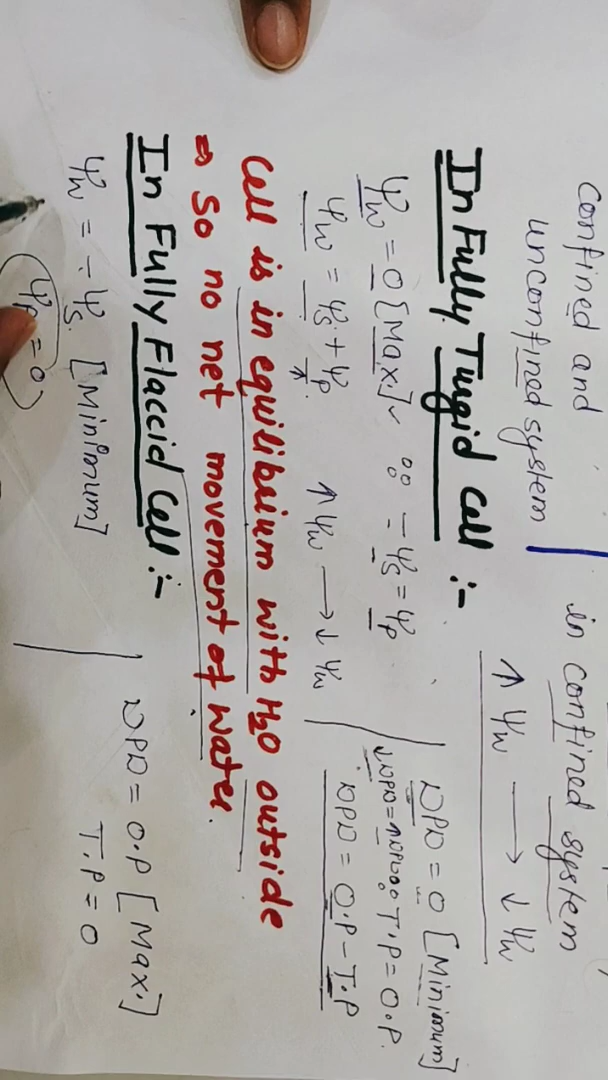 confined and
unconfined system
in confined system
↑ Ψw ⟶ ↓ Ψw
In Fully Turgid cell :-
Ψw = 0 [Max.] ✓ ∵ -Ψs = Ψp
Ψw = Ψs + Ψp
↑ Ψw ⟶ ↓ Ψw
DPD = 0 [Minimum]
T.P = O.P.
DPD = O.P - T.P
Cell is in equilibrium with H2O outside
⇒ So no net movement of Water.
In Fully Flaccid Cell :-
Ψw = -Ψs. [Minimum]
Ψp = 0
DPD = O.P [Max.]
T.P = 0